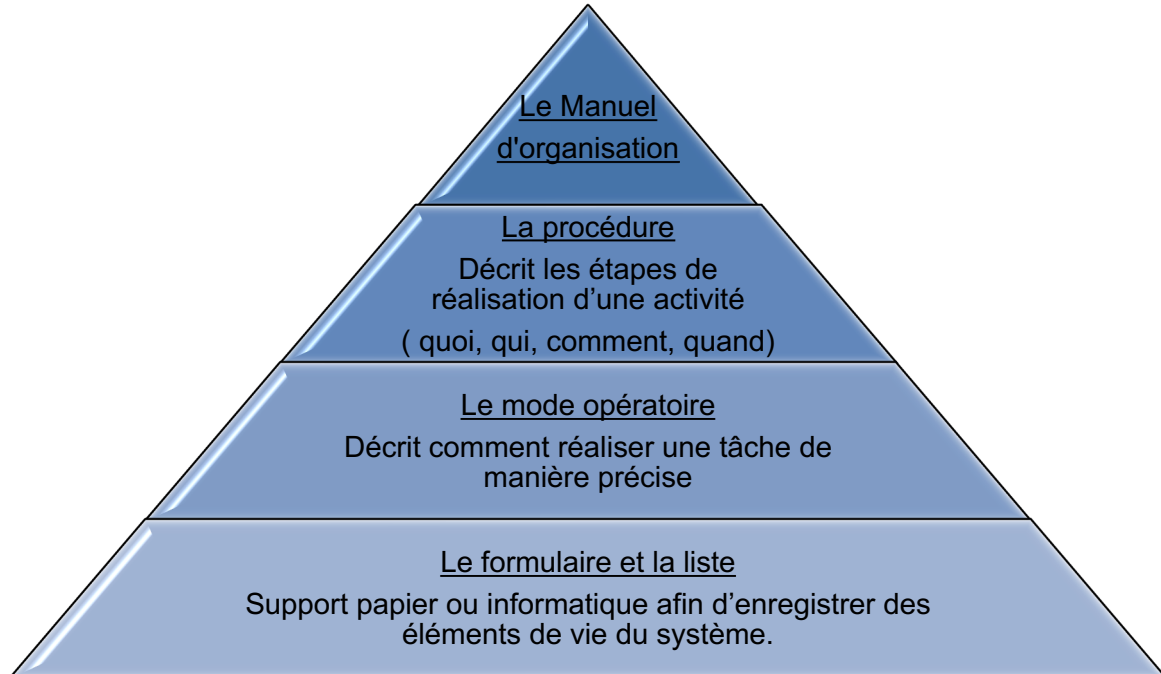 Le Manuel
d'organisation
La procédure
Décrit les étapes de
réalisation d’une activité
( quoi, qui, comment, quand)
Le mode opératoire
Décrit comment réaliser une tâche de
manière précise
Le formulaire et la liste
Support papier ou informatique afin d’enregistrer des
éléments de vie du système.